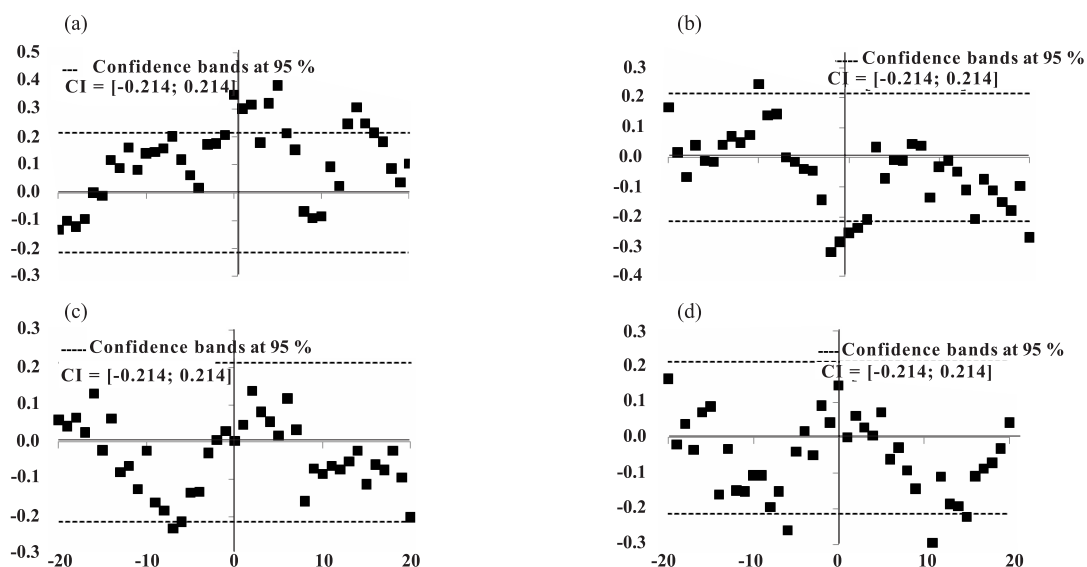 (a)
0.5
0.4
0.3
0.2
0.1
0.0
-0.1
-0.2
-0.3
--- Confidence bands at 95 %
CI = [-0.214; 0.214]
(b)
0.3
0.2
0.1
0.0
-0.1
-0.2
-0.3
-0.4
Confidence bands at 95 %
CI = [-0.214; 0.214]
(c)
0.3
0.2
0.1
0.0
-0.1
-0.2
-0.3
Confidence bands at 95 %
CI = [-0.214; 0.214]
-20 -10 0 10 20
(d)
0.3
0.2
0.1
0.0
-0.1
-0.2
-0.3
Confidence bands at 95 %
CI = [-0.214; 0.214]
-20 -10 0 10 20